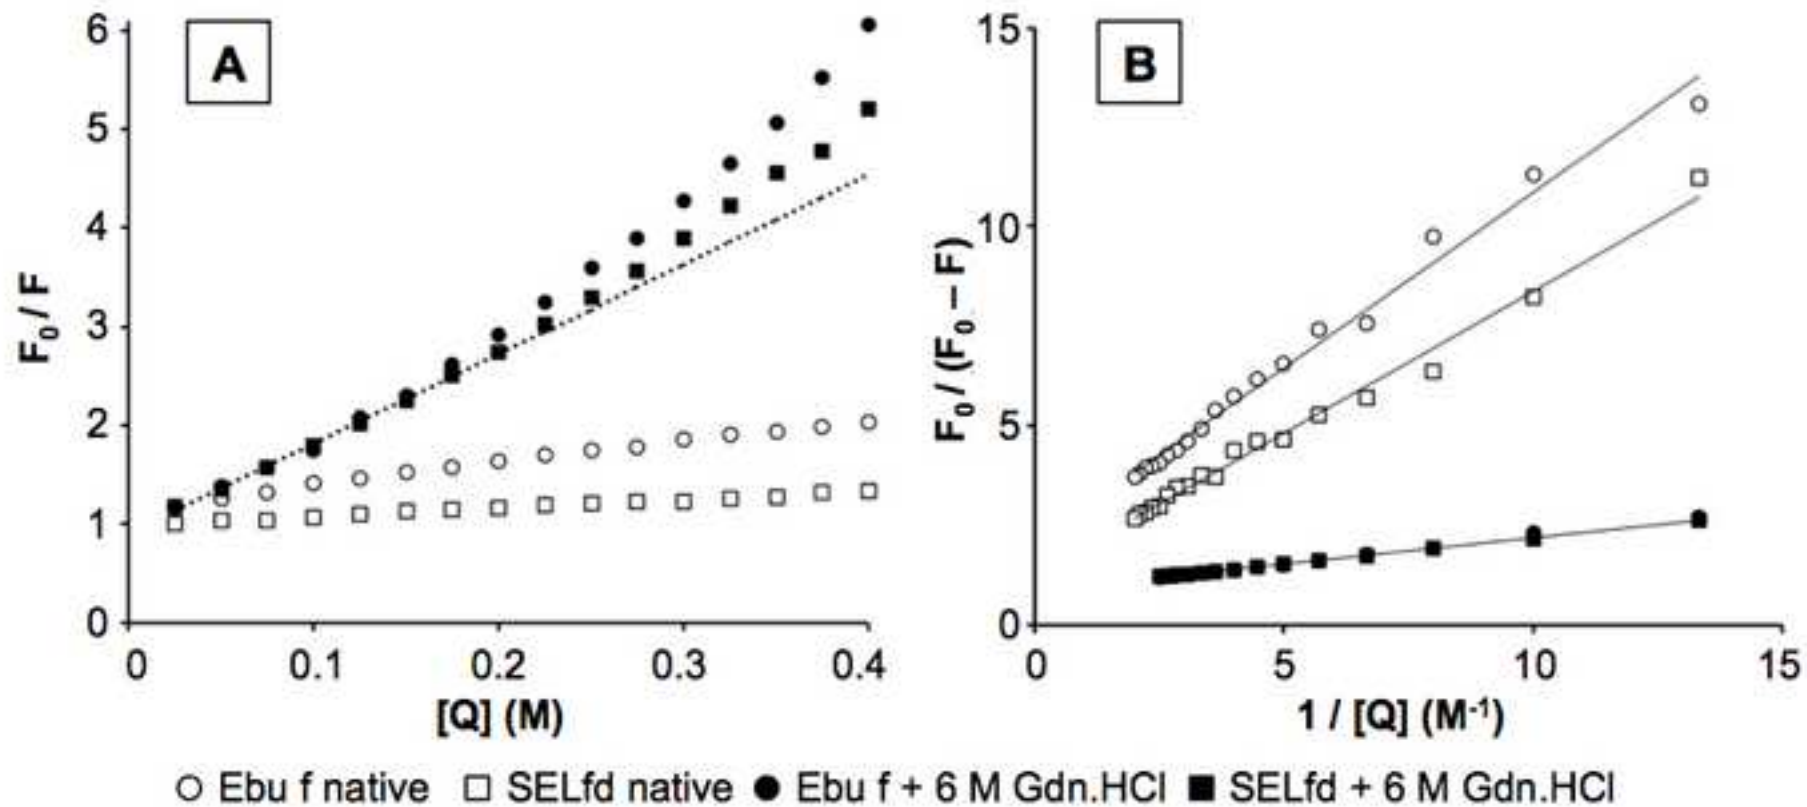 A
6
5
4
3
2
1
0
F₀ / F
0 0.1 0.2 0.3 0.4
[Q] (M)
B
15
10
5
0
F₀ / (F₀ – F)
0 5 10 15
1 / [Q] (M⁻¹)
○ Ebu f native □ SELfd native ● Ebu f + 6 M Gdn.HCl ■ SELfd + 6 M Gdn.HCl